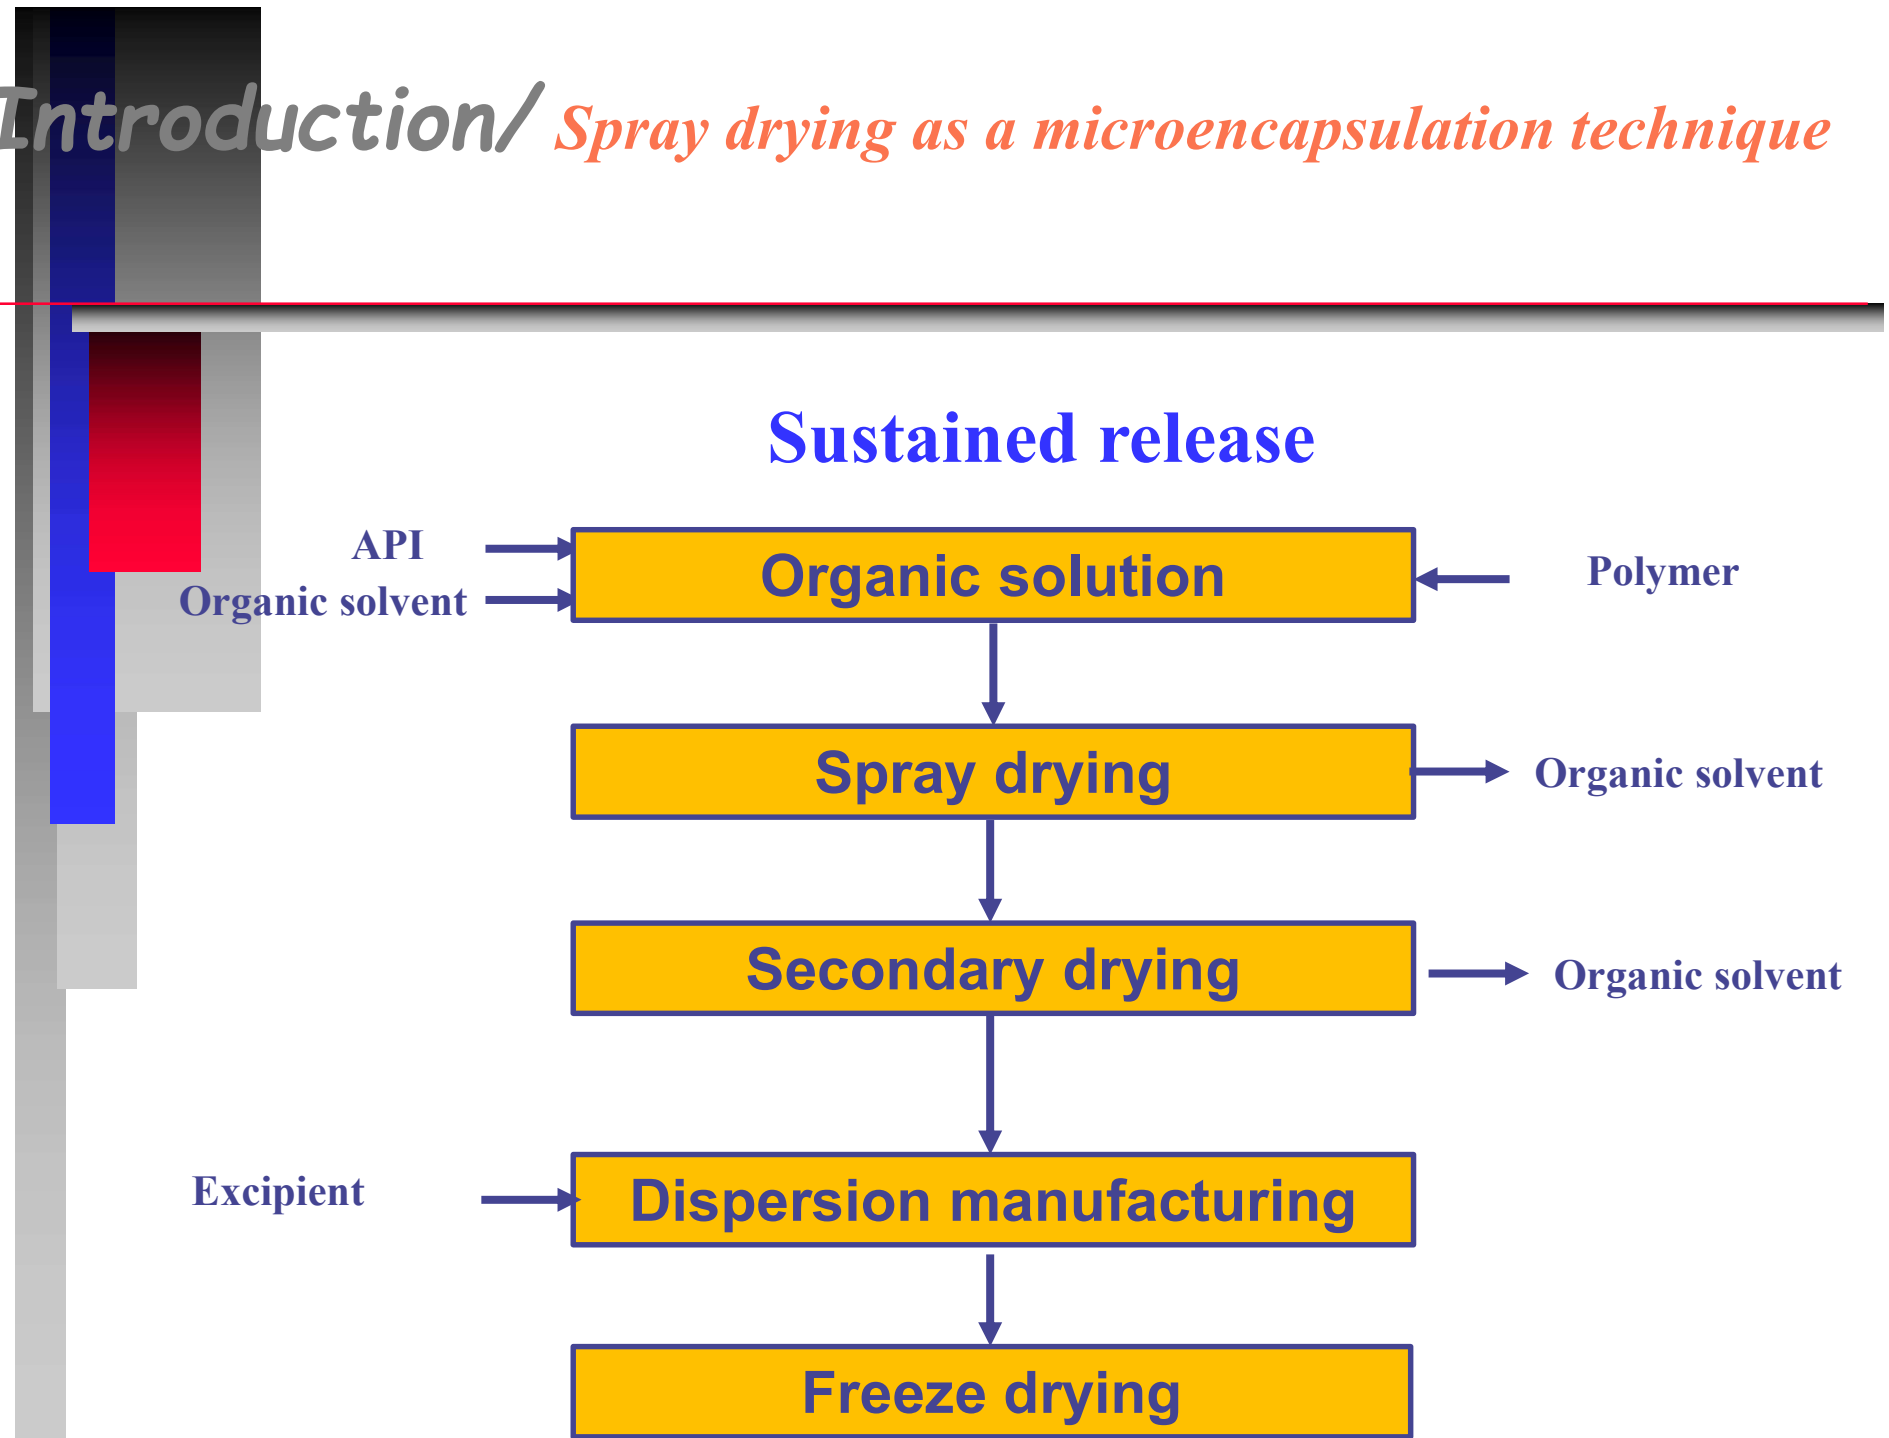 Introduction/ Spray drying as a microencapsulation technique
Sustained release
API
Organic solvent
Organic solution
Polymer
Spray drying
Organic solvent
Secondary drying
Organic solvent
Excipient
Dispersion manufacturing
Freeze drying